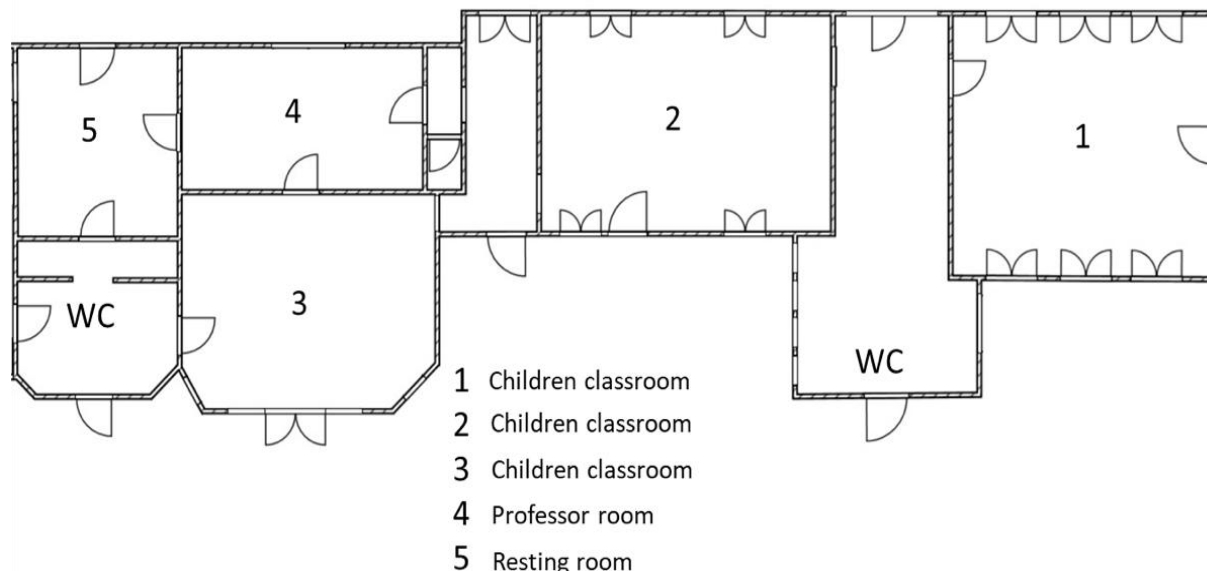 5
4
2
1
3
WC
WC
1 Children classroom
2 Children classroom
3 Children classroom
4 Professor room
5 Resting room